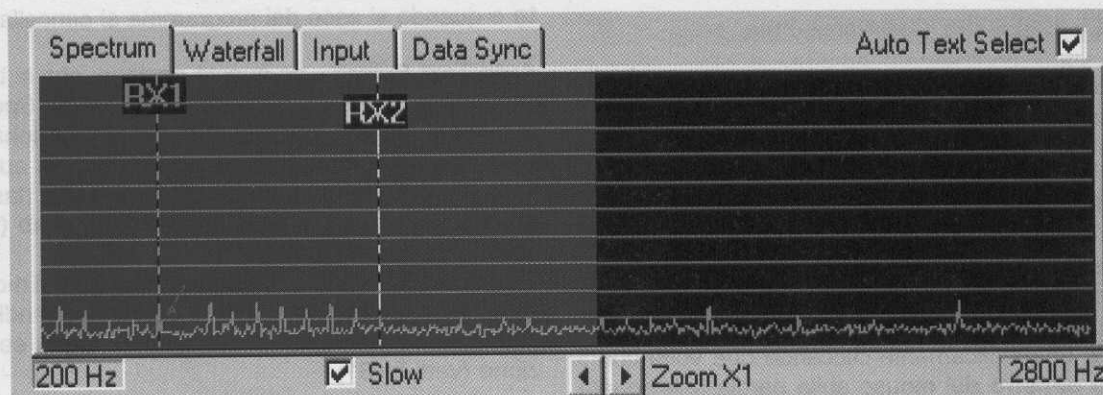 Spectrum Waterfall Input Data Sync Auto Text Select
RX1
RX2
200 Hz Slow Zoom X1 2800 Hz